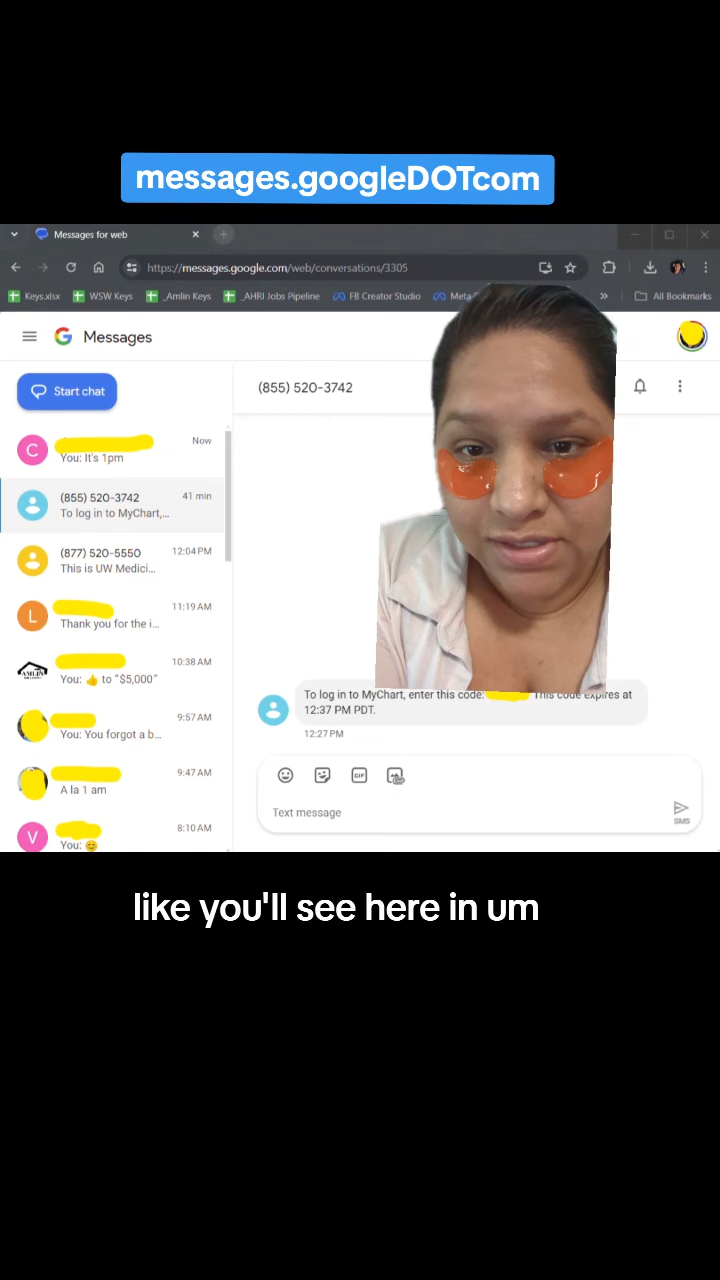 messages.googleDOTcom
Messages for web
https://messages.google.com/web/conversations/3305
Keys.xlsx
WSW Keys
_Amlin Keys
_AHRI Jobs Pipeline
FB Creator Studio
Meta
»
All Bookmarks
Messages
Start chat
(855) 520-3742
C
Now
You: It's 1pm
(855) 520-3742
41 min
To log in to MyChart,...
(877) 520-5550
12:04 PM
This is UW Medici...
L
11:19 AM
Thank you for the i...
AMLIN
10:38 AM
You: 👍 to "$5,000"
9:57 AM
You: You forgot a b...
9:47 AM
A la 1 am
V
8:10 AM
You: 😊
To log in to MyChart, enter this code: This code expires at
12:37 PM PDT.
12:27 PM
GIF
Text message
SMS
like you'll see here in um